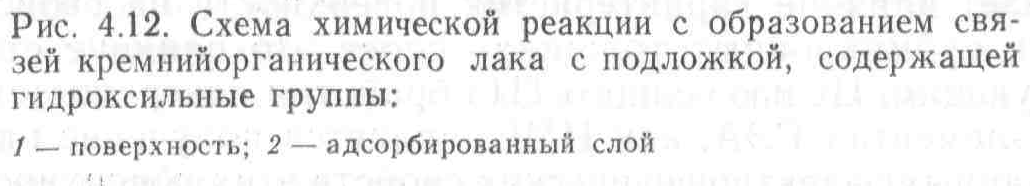 Рис. 4.12. Схема химической реакции с образованием свя-
зей кремнийорганического лака с подложкой, содержащей
гидроксильные группы:
1 — поверхность; 2 — адсорбированный слой